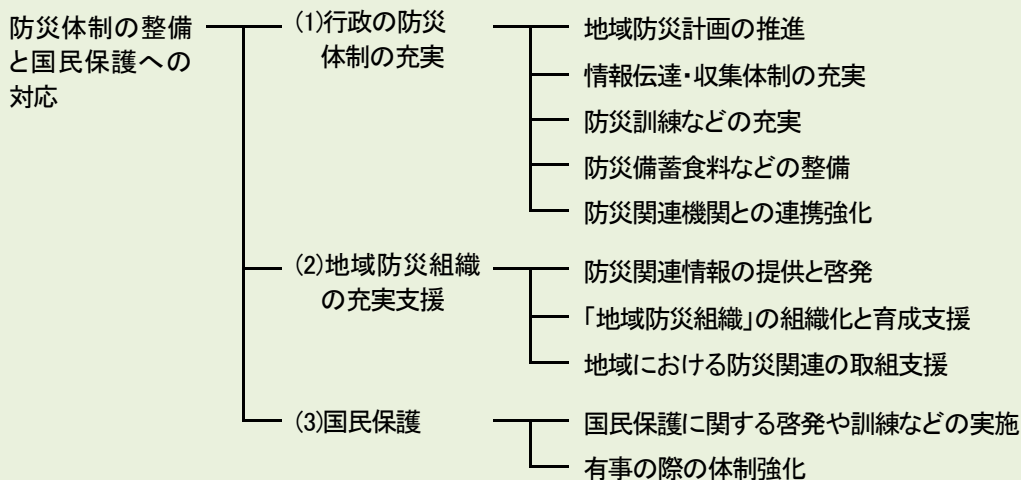 防災体制の整備
と国民保護への
対応
(1)行政の防災
体制の充実
地域防災計画の推進
情報伝達・収集体制の充実
防災訓練などの充実
防災備蓄食料などの整備
防災関連機関との連携強化
(2)地域防災組織
の充実支援
防災関連情報の提供と啓発
「地域防災組織」の組織化と育成支援
地域における防災関連の取組支援
(3)国民保護
国民保護に関する啓発や訓練などの実施
有事の際の体制強化